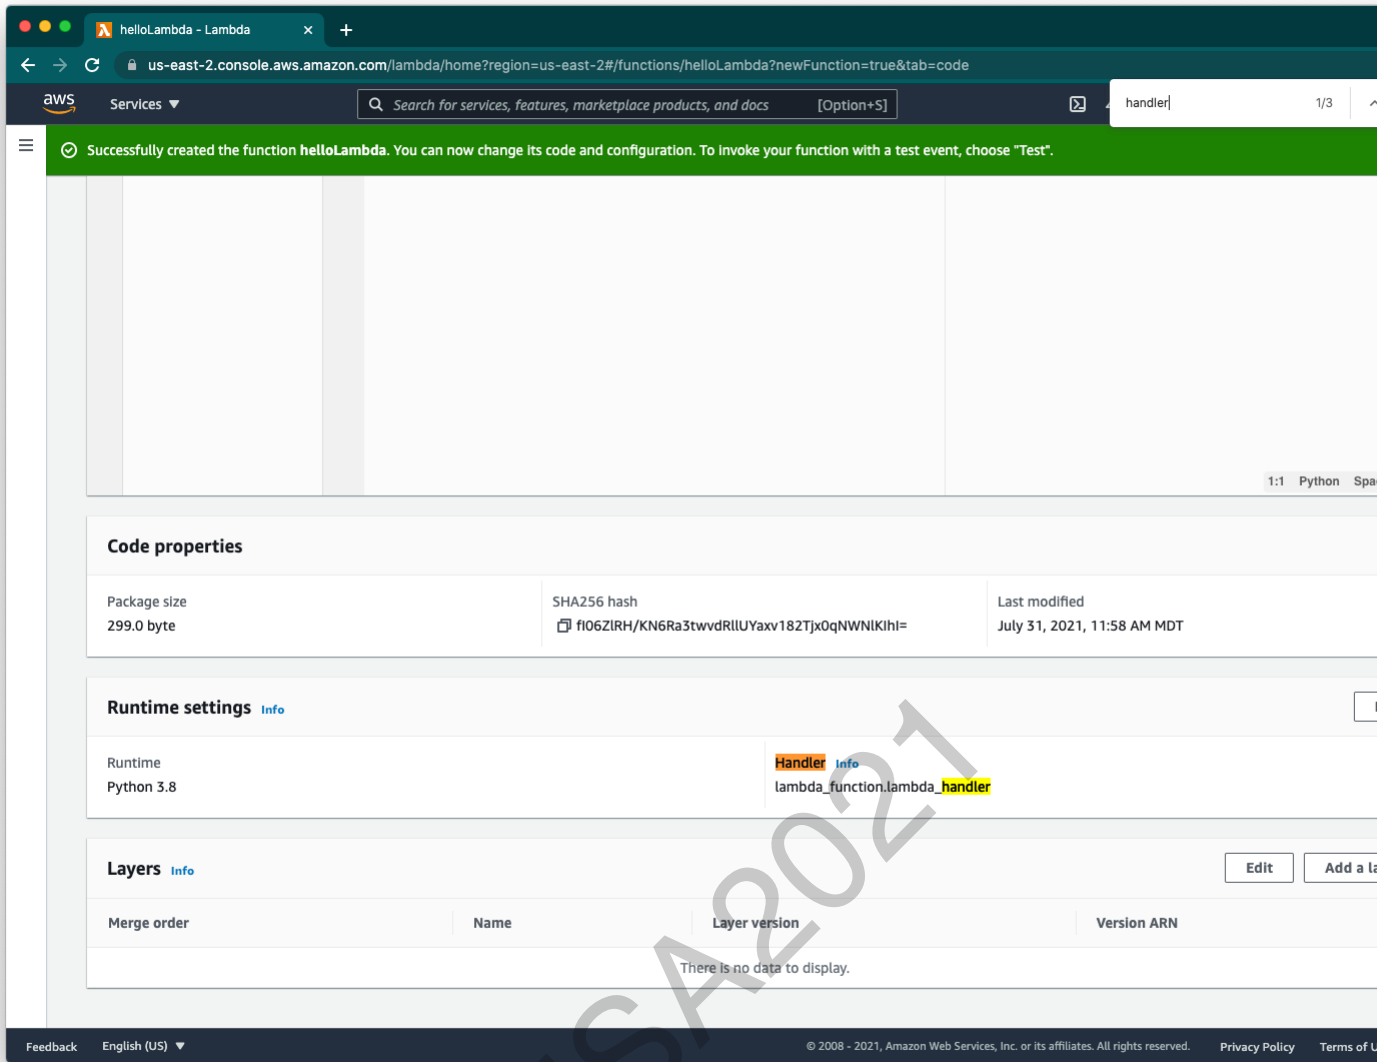 helloLambda - Lambda
us-east-2.console.aws.amazon.com/lambda/home?region=us-east-2#/functions/helloLambda?newFunction=true&tab=code
aws Services Search for services, features, marketplace products, and docs [Option+S]
handler 1/3
Successfully created the function helloLambda. You can now change its code and configuration. To invoke your function with a test event, choose "Test".
1:1 Python Spa
Code properties
Package size SHA256 hash Last modified
299.0 byte July 31, 2021, 11:58 AM MDT
Runtime settings Info
Runtime Handler Info
Python 3.8 lambda_function.lambda_handler
Layers Info Edit Add a la
Merge order Name Layer version Version ARN
There is no data to display.
SA2021
Feedback English (US) © 2008 - 2021, Amazon Web Services, Inc. or its affiliates. All rights reserved. Privacy Policy Terms of U